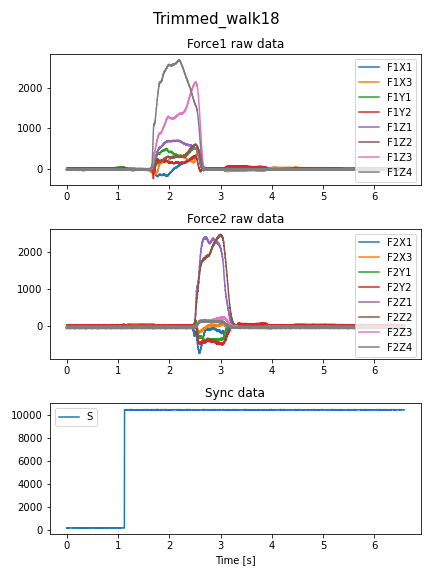 Trimmed_walk18
Force1 raw data
2000
1000
0
F1X1
F1X3
F1Y1
F1Y2
F1Z1
F1Z2
F1Z3
F1Z4
0 1 2 3 4 5 6
Force2 raw data
2000
1000
0
F2X1
F2X3
F2Y1
F2Y2
F2Z1
F2Z2
F2Z3
F2Z4
0 1 2 3 4 5 6
Sync data
10000
8000
6000
4000
2000
0
S
0 1 2 3 4 5 6
Time [s]